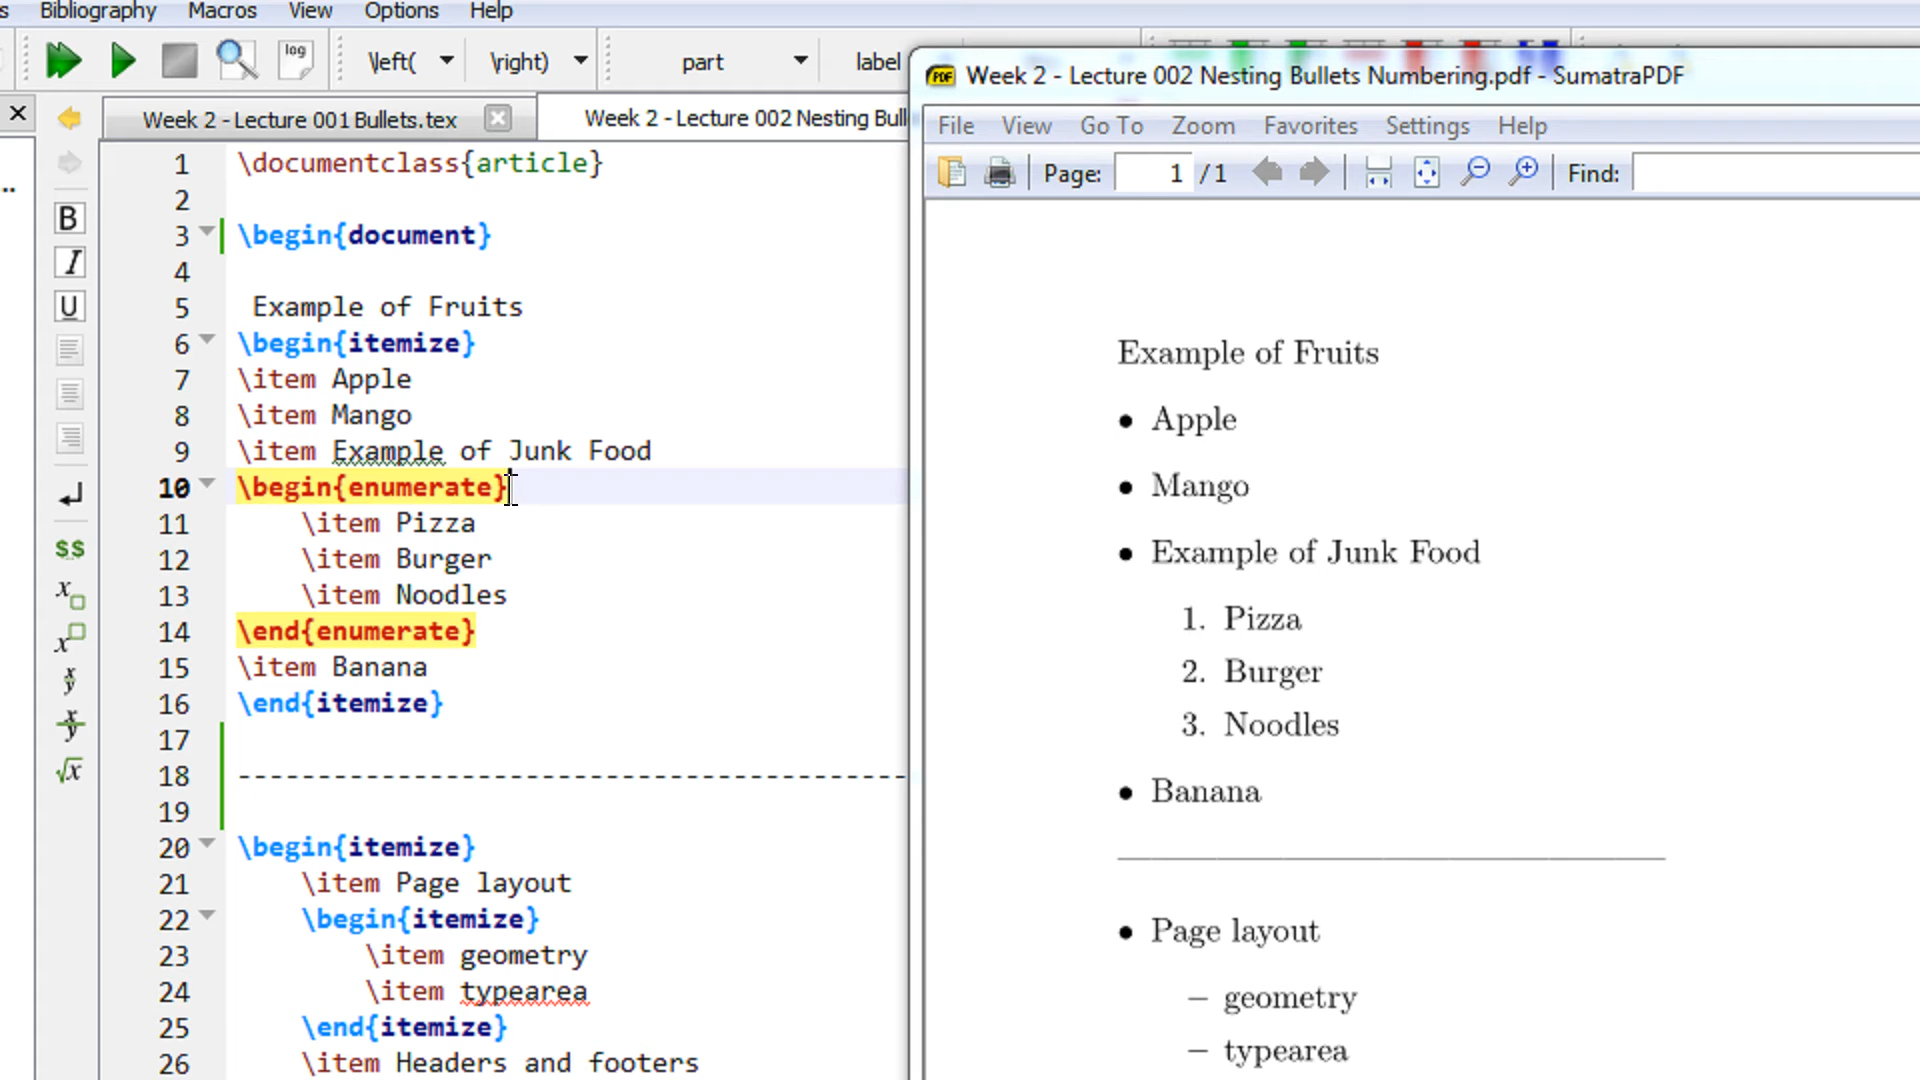 Bibliography Macros View Options Help
log \left( \right) part label
Week 2 - Lecture 001 Bullets.tex Week 2 - Lecture 002 Nesting Bull
B
I
U
$$
x
x
x/y
x/y
√x
1 \documentclass{article}
2
3 \begin{document}
4
5 Example of Fruits
6 \begin{itemize}
7 \item Apple
8 \item Mango
9 \item Example of Junk Food
10 \begin{enumerate}
11 \item Pizza
12 \item Burger
13 \item Noodles
14 \end{enumerate}
15 \item Banana
16 \end{itemize}
17
18 ------------------------------------------
19
20 \begin{itemize}
21 \item Page layout
22 \begin{itemize}
23 \item geometry
24 \item typearea
25 \end{itemize}
26 \item Headers and footers
PDF Week 2 - Lecture 002 Nesting Bullets Numbering.pdf - SumatraPDF
File View Go To Zoom Favorites Settings Help
Page: 1 / 1 Find:
Example of Fruits
• Apple
• Mango
• Example of Junk Food
1. Pizza
2. Burger
3. Noodles
• Banana
• Page layout
– geometry
– typearea